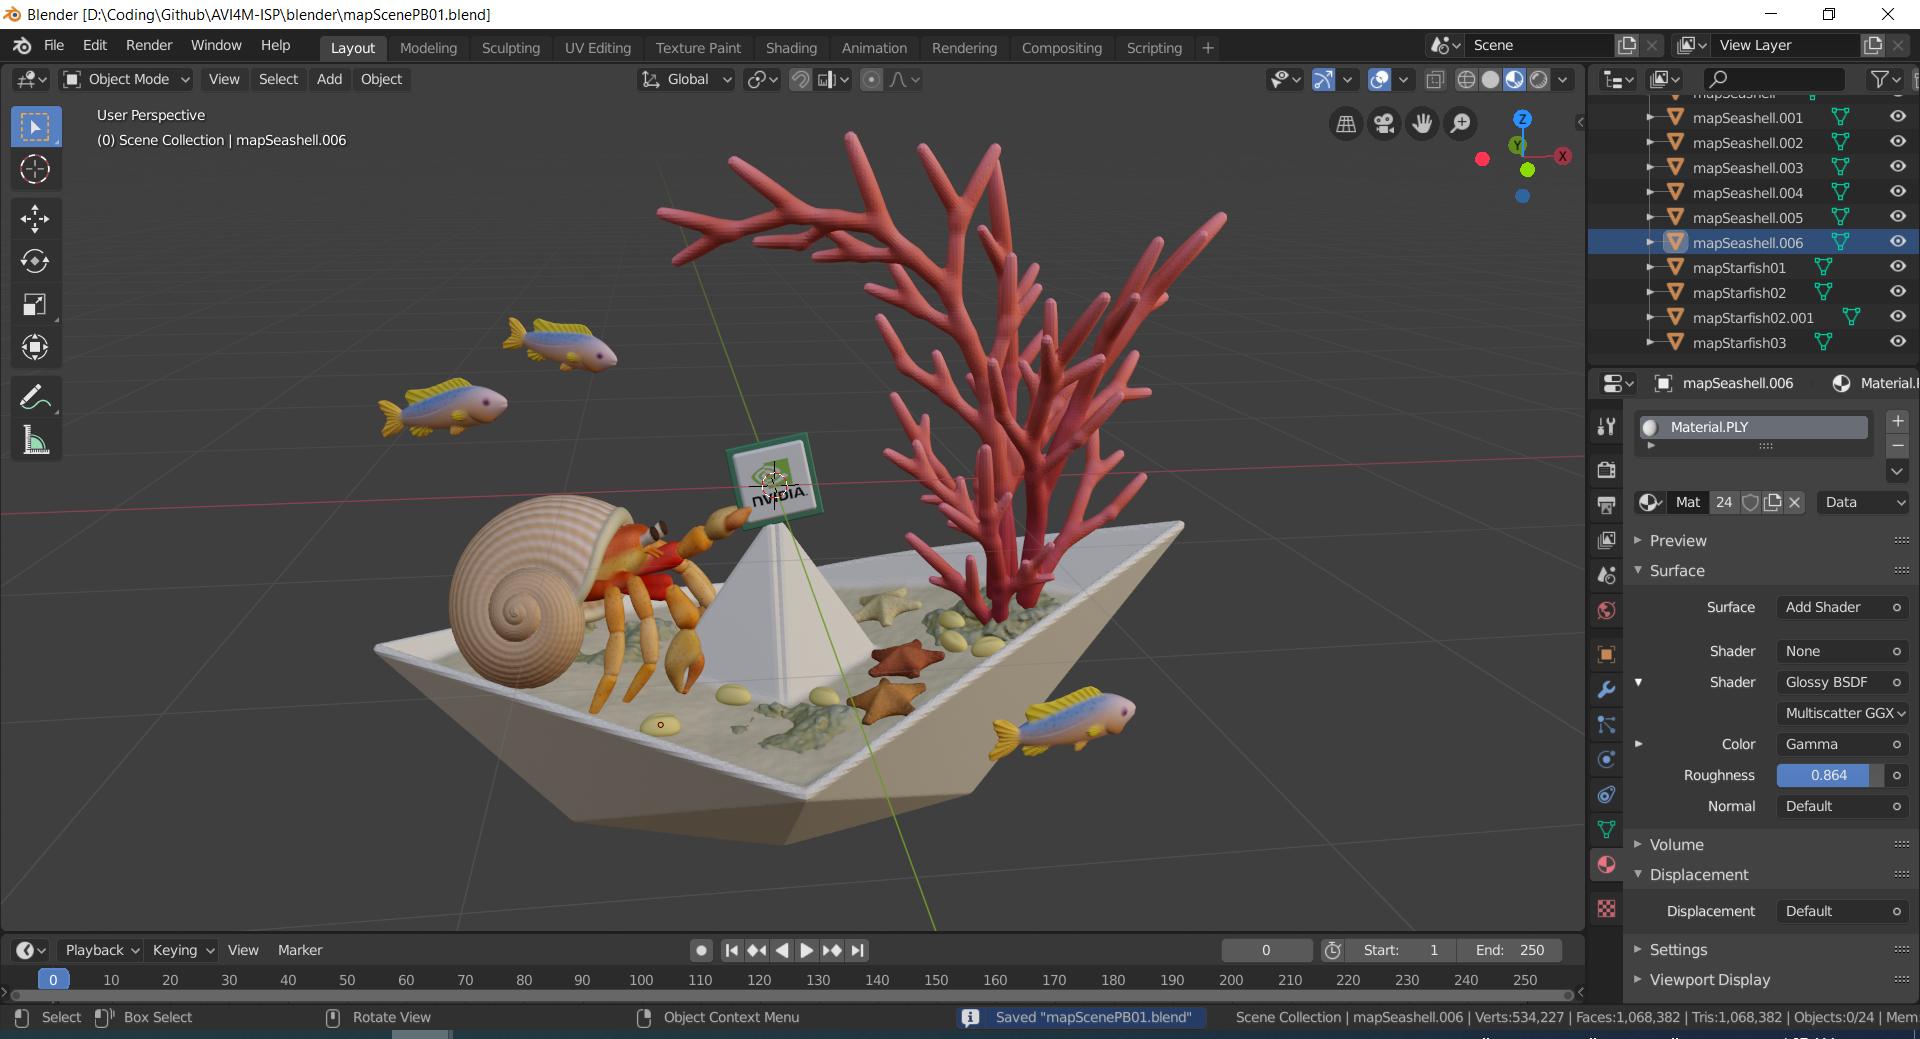 Blender [D:\Coding\Github\AVI4M-ISP\blender\mapScenePB01.blend]
File Edit Render Window Help
Layout Modeling Sculpting UV Editing Texture Paint Shading Animation Rendering Compositing Scripting +
Scene View Layer
Object Mode View Select Add Object Global
User Perspective
(0) Scene Collection | mapSeashell.006
Z
Y
X
NVIDIA.
mapSeashell
mapSeashell.001
mapSeashell.002
mapSeashell.003
mapSeashell.004
mapSeashell.005
mapSeashell.006
mapStarfish01
mapStarfish02
mapStarfish02.001
mapStarfish03
mapSeashell.006 Material.
Material.PLY
Mat 24 Data
Preview
Surface
Surface Add Shader
Shader None
Shader Glossy BSDF
Multiscatter GGX
Color Gamma
Roughness 0.864
Normal Default
Volume
Displacement
Displacement Default
Settings
Viewport Display
Playback Keying View Marker 0 Start: 1 End: 250
0 10 20 30 40 50 60 70 80 90 100 110 120 130 140 150 160 170 180 190 200 210 220 230 240 250
Select Box Select Rotate View Object Context Menu Saved "mapScenePB01.blend" Scene Collection | mapSeashell.006 | Verts:534,227 | Faces:1,068,382 | Tris:1,068,382 | Objects:0/24 | Mem